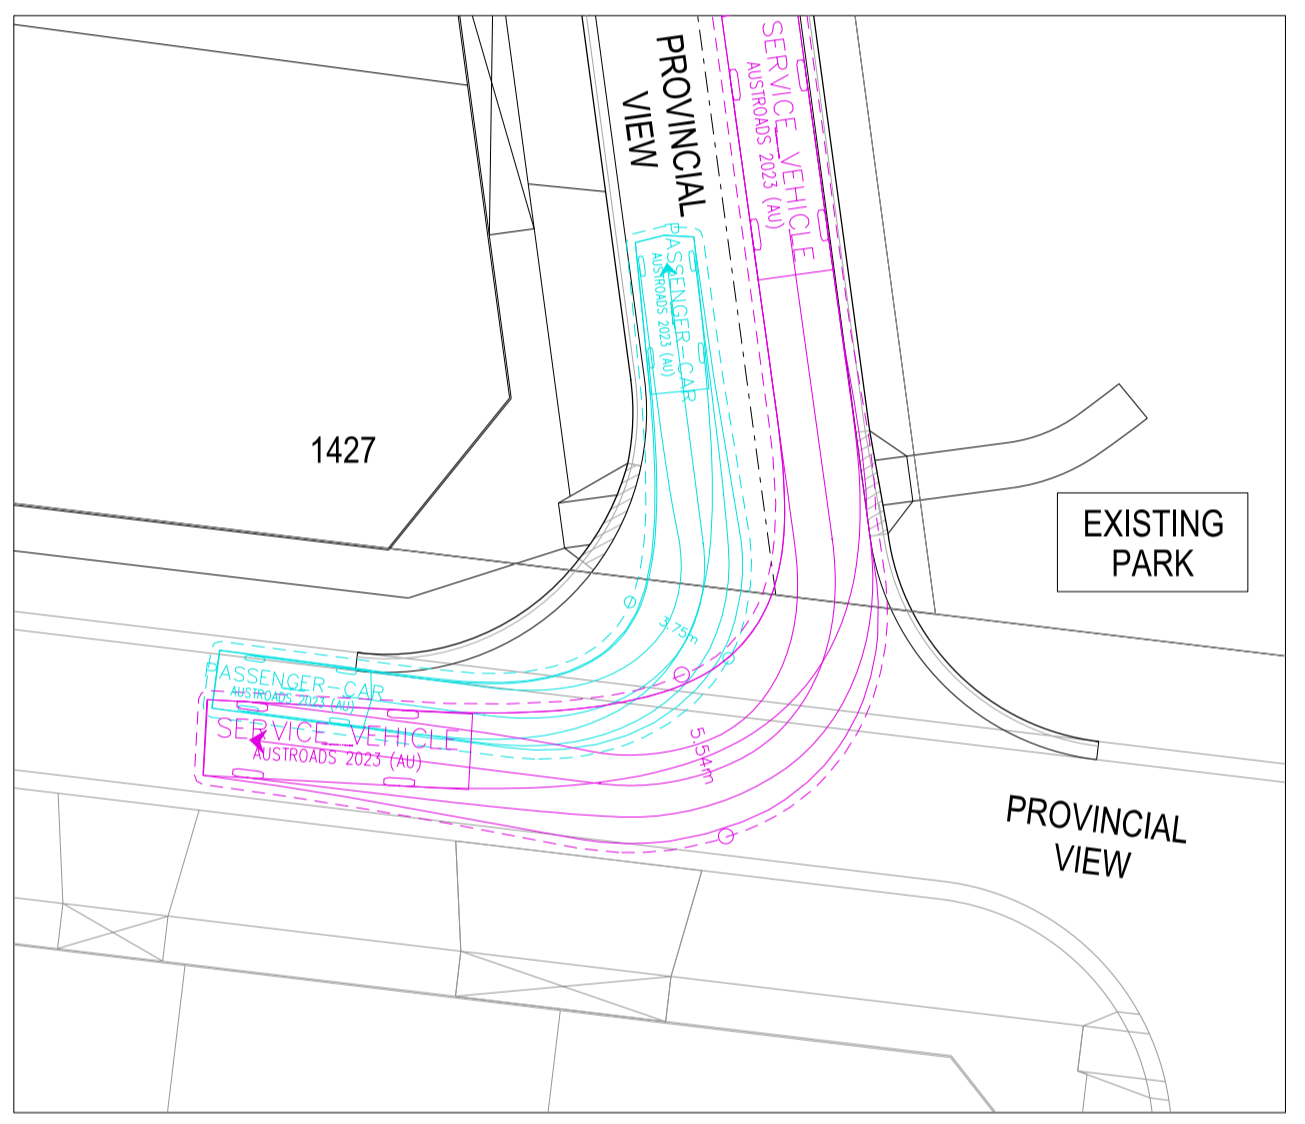 PROVINCIAL
VIEW
SERVICE VEHICLE
AUSTROADS 2023 (AU)
PASSENGER-CAR
AUSTROADS 2023 (AU)
1427
EXISTING
PARK
3.75m
PASSENGER-CAR
AUSTROADS 2023 (AU)
SERVICE VEHICLE
AUSTROADS 2023 (AU)
5.54m
PROVINCIAL
VIEW